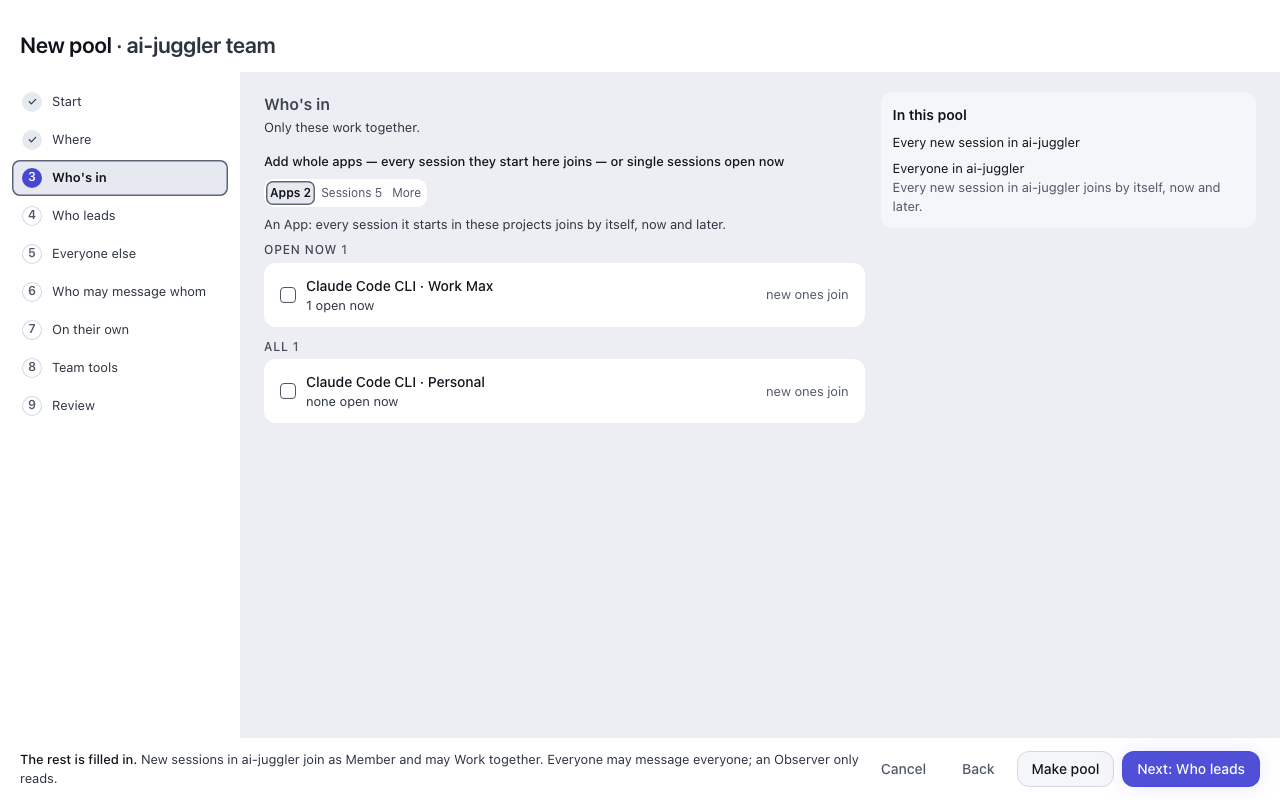 New pool · ai-juggler team
Start
Where
3 Who's in
4 Who leads
5 Everyone else
6 Who may message whom
7 On their own
8 Team tools
9 Review
Who's in
Only these work together.
Add whole apps — every session they start here joins — or single sessions open now
Apps 2 Sessions 5 More
An App: every session it starts in these projects joins by itself, now and later.
OPEN NOW 1
Claude Code CLI · Work Max
1 open now
new ones join
ALL 1
Claude Code CLI · Personal
none open now
new ones join
In this pool
Every new session in ai-juggler
Everyone in ai-juggler
Every new session in ai-juggler joins by itself, now and
later.
The rest is filled in. New sessions in ai-juggler join as Member and may Work together. Everyone may message everyone; an Observer only
reads.
Cancel Back Make pool Next: Who leads